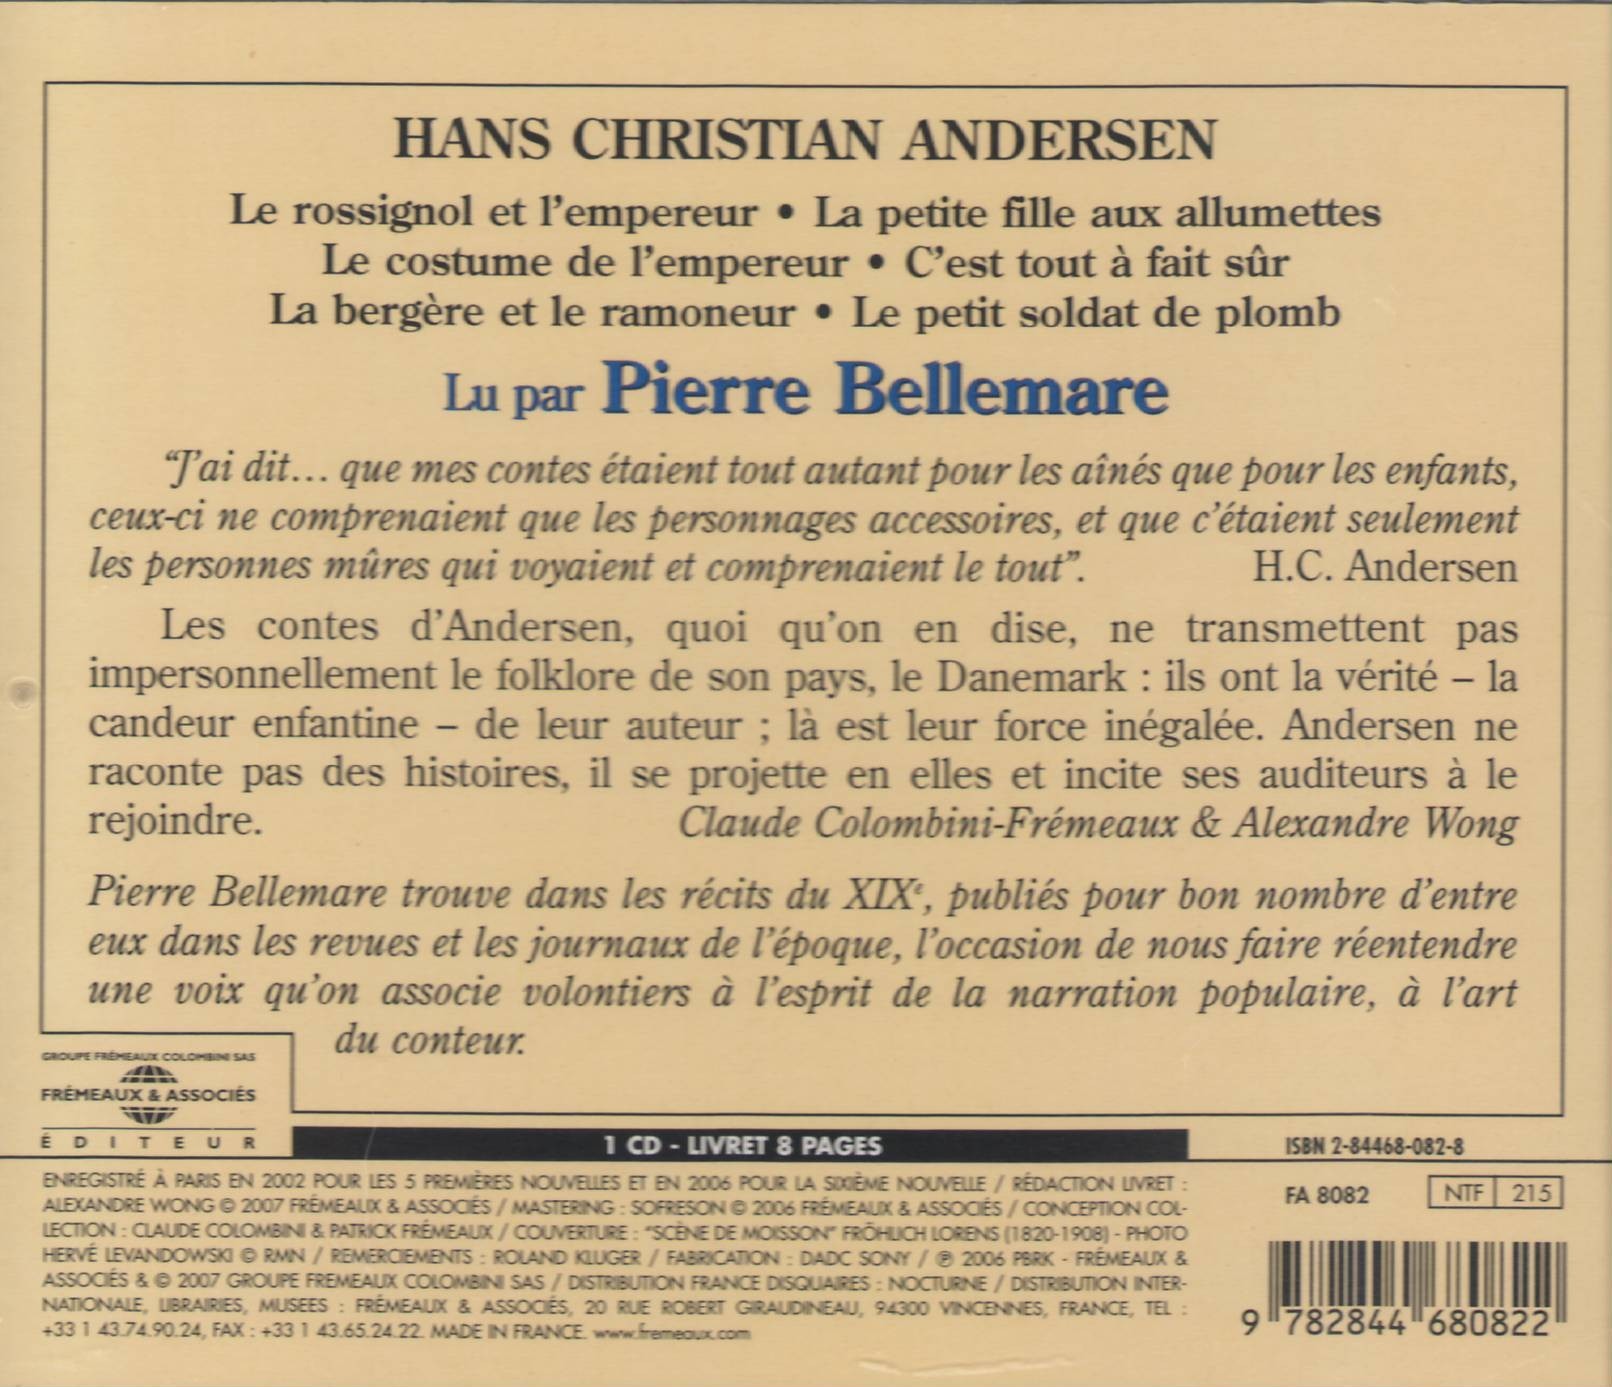 HANS CHRISTIAN ANDERSEN
Le rossignol et l'empereur • La petite fille aux allumettes
Le costume de l'empereur • C'est tout à fait sûr
La bergère et le ramoneur • Le petit soldat de plomb
Lu par Pierre Bellemare
“J'ai dit... que mes contes étaient tout autant pour les aînés que pour les enfants,
ceux-ci ne comprenaient que les personnages accessoires, et que c'étaient seulement
les personnes mûres qui voyaient et comprenaient le tout”. H.C. Andersen
Les contes d'Andersen, quoi qu'on en dise, ne transmettent pas
impersonnellement le folklore de son pays, le Danemark : ils ont la vérité – la
candeur enfantine – de leur auteur ; là est leur force inégalée. Andersen ne
raconte pas des histoires, il se projette en elles et incite ses auditeurs à le
rejoindre. Claude Colombini-Frémeaux & Alexandre Wong
Pierre Bellemare trouve dans les récits du XIXe, publiés pour bon nombre d'entre
eux dans les revues et les journaux de l'époque, l'occasion de nous faire réentendre
une voix qu'on associe volontiers à l'esprit de la narration populaire, à l'art
du conteur.
GROUPE FRÉMEAUX COLOMBINI SAS
FRÉMEAUX & ASSOCIÉS
ÉDITEUR
1 CD - LIVRET 8 PAGES
ISBN 2-84468-082-8
ENREGISTRÉ À PARIS EN 2002 POUR LES 5 PREMIÈRES NOUVELLES ET EN 2006 POUR LA SIXIÈME NOUVELLE / RÉDACTION LIVRET :
ALEXANDRE WONG © 2007 FRÉMEAUX & ASSOCIÉS / MASTERING : SOFRESON © 2006 FRÉMEAUX & ASSOCIÉS / CONCEPTION COL-
LECTION : CLAUDE COLOMBINI & PATRICK FRÉMEAUX / COUVERTURE : "SCÈNE DE MOISSON" FRÖHLICH LORENS (1820-1908) - PHOTO
HERVÉ LEVANDOWSKI © RMN / REMERCIEMENTS : ROLAND KLUGER / FABRICATION : DADC SONY / ℗ 2006 PBRK - FRÉMEAUX &
ASSOCIÉS & © 2007 GROUPE FREMEAUX COLOMBINI SAS / DISTRIBUTION FRANCE DISQUAIRES : NOCTURNE / DISTRIBUTION INTER-
NATIONALE, LIBRAIRIES, MUSEES : FRÉMEAUX & ASSOCIÉS, 20 RUE ROBERT GIRAUDINEAU, 94300 VINCENNES, FRANCE, TEL :
+33 1 43.74.90.24, FAX : +33 1 43.65.24.22. MADE IN FRANCE. www.fremeaux.com
FA 8082
NTF 215
9 782844 680822